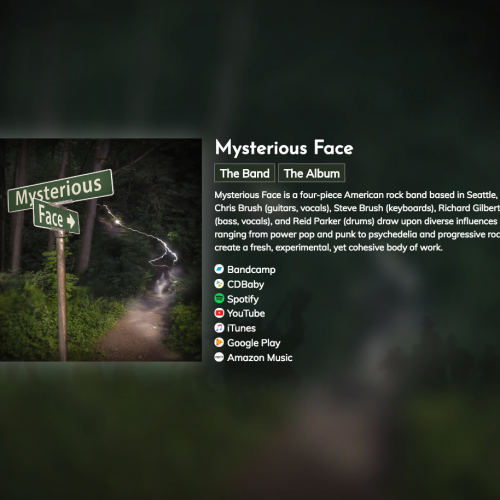 Mysterious Face
The Band
The Album
Mysterious
Face
Mysterious Face is a four-piece American rock band based in Seattle,
Chris Brush (guitars, vocals), Steve Brush (keyboards), Richard Gilbert
(bass, vocals), and Reid Parker (drums) draw upon diverse influences
ranging from power pop and punk to psychedelia and progressive roc
create a fresh, experimental, yet cohesive body of work.
Bandcamp
CDBaby
Spotify
YouTube
iTunes
Google Play
Amazon Music